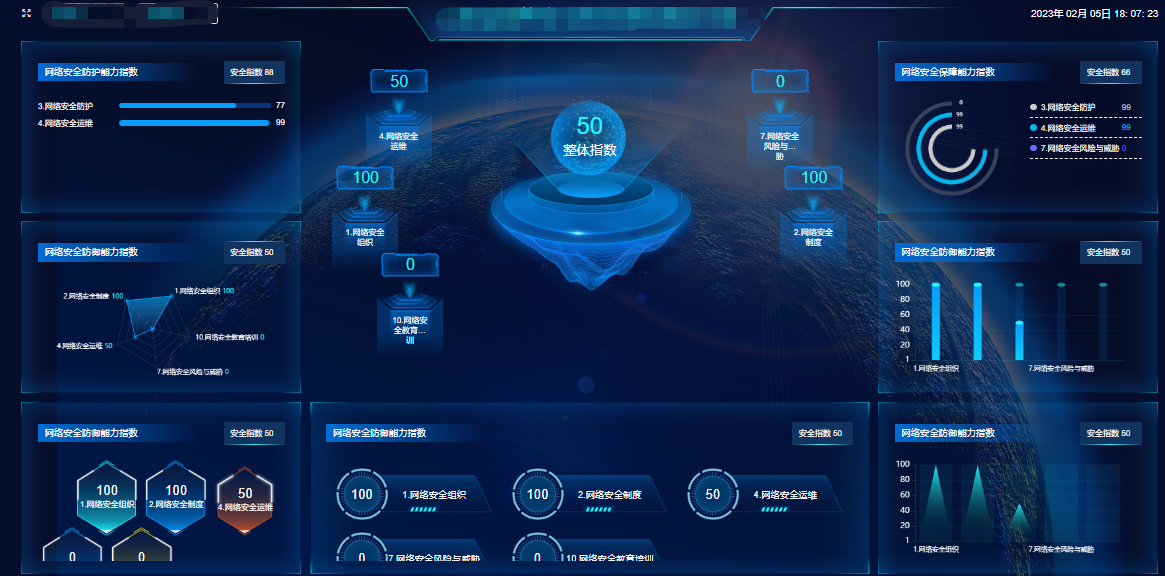 2023年 02月 05日 18: 07: 23
网络安全防护能力指数
安全指数 88
3.网络安全防护
77
4.网络安全运维
99
50
4.网络安全
运维
100
1.网络安全
组织
0
10.网络安
全教育...
训
50
整体指数
0
7.网络安全
风险与...
胁
100
2.网络安全
制度
网络安全保障能力指数
安全指数 66
0
99
99
3.网络安全防护 99
4.网络安全运维 99
7.网络安全风险与威胁 0
网络安全防御能力指数
安全指数 50
2.网络安全制度 100
1.网络安全组织 100
10.网络安全教育培训 0
4.网络安全运维 50
7.网络安全风险与威胁 0
网络安全防御能力指数
安全指数 50
100
80
60
40
20
1
1.网络安全组织
7.网络安全风险与威胁
网络安全防御能力指数
安全指数 50
100
1.网络安全组织
100
2.网络安全制度
50
4.网络安全运维
0
0
网络安全防御能力指数
安全指数 50
100
1.网络安全组织
100
2.网络安全制度
50
4.网络安全运维
0
7.网络安全风险与威胁
0
10.网络安全教育培训
网络安全防御能力指数
安全指数 50
100
80
60
40
20
1
1.网络安全组织
7.网络安全风险与威胁